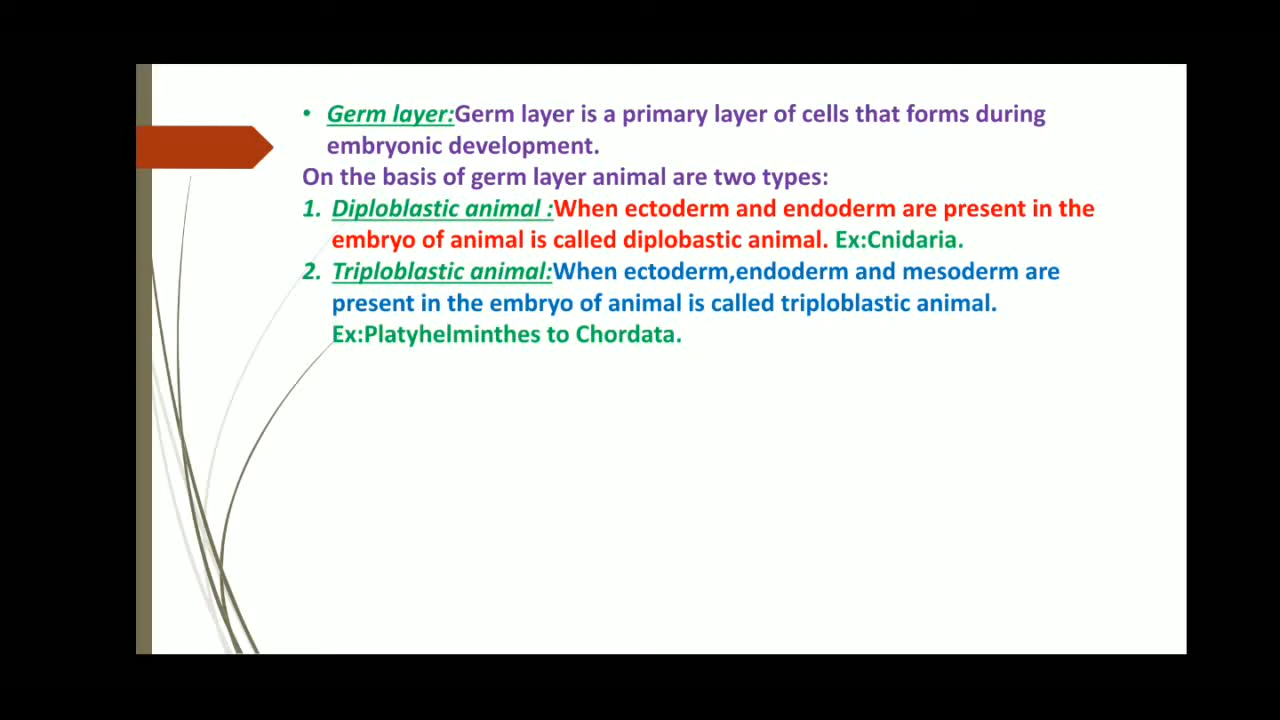 • Germ layer:Germ layer is a primary layer of cells that forms during
embryonic development.
On the basis of germ layer animal are two types:
1. Diploblastic animal :When ectoderm and endoderm are present in the
embryo of animal is called diplobastic animal. Ex:Cnidaria.
2. Triploblastic animal:When ectoderm,endoderm and mesoderm are
present in the embryo of animal is called triploblastic animal.
Ex:Platyhelminthes to Chordata.